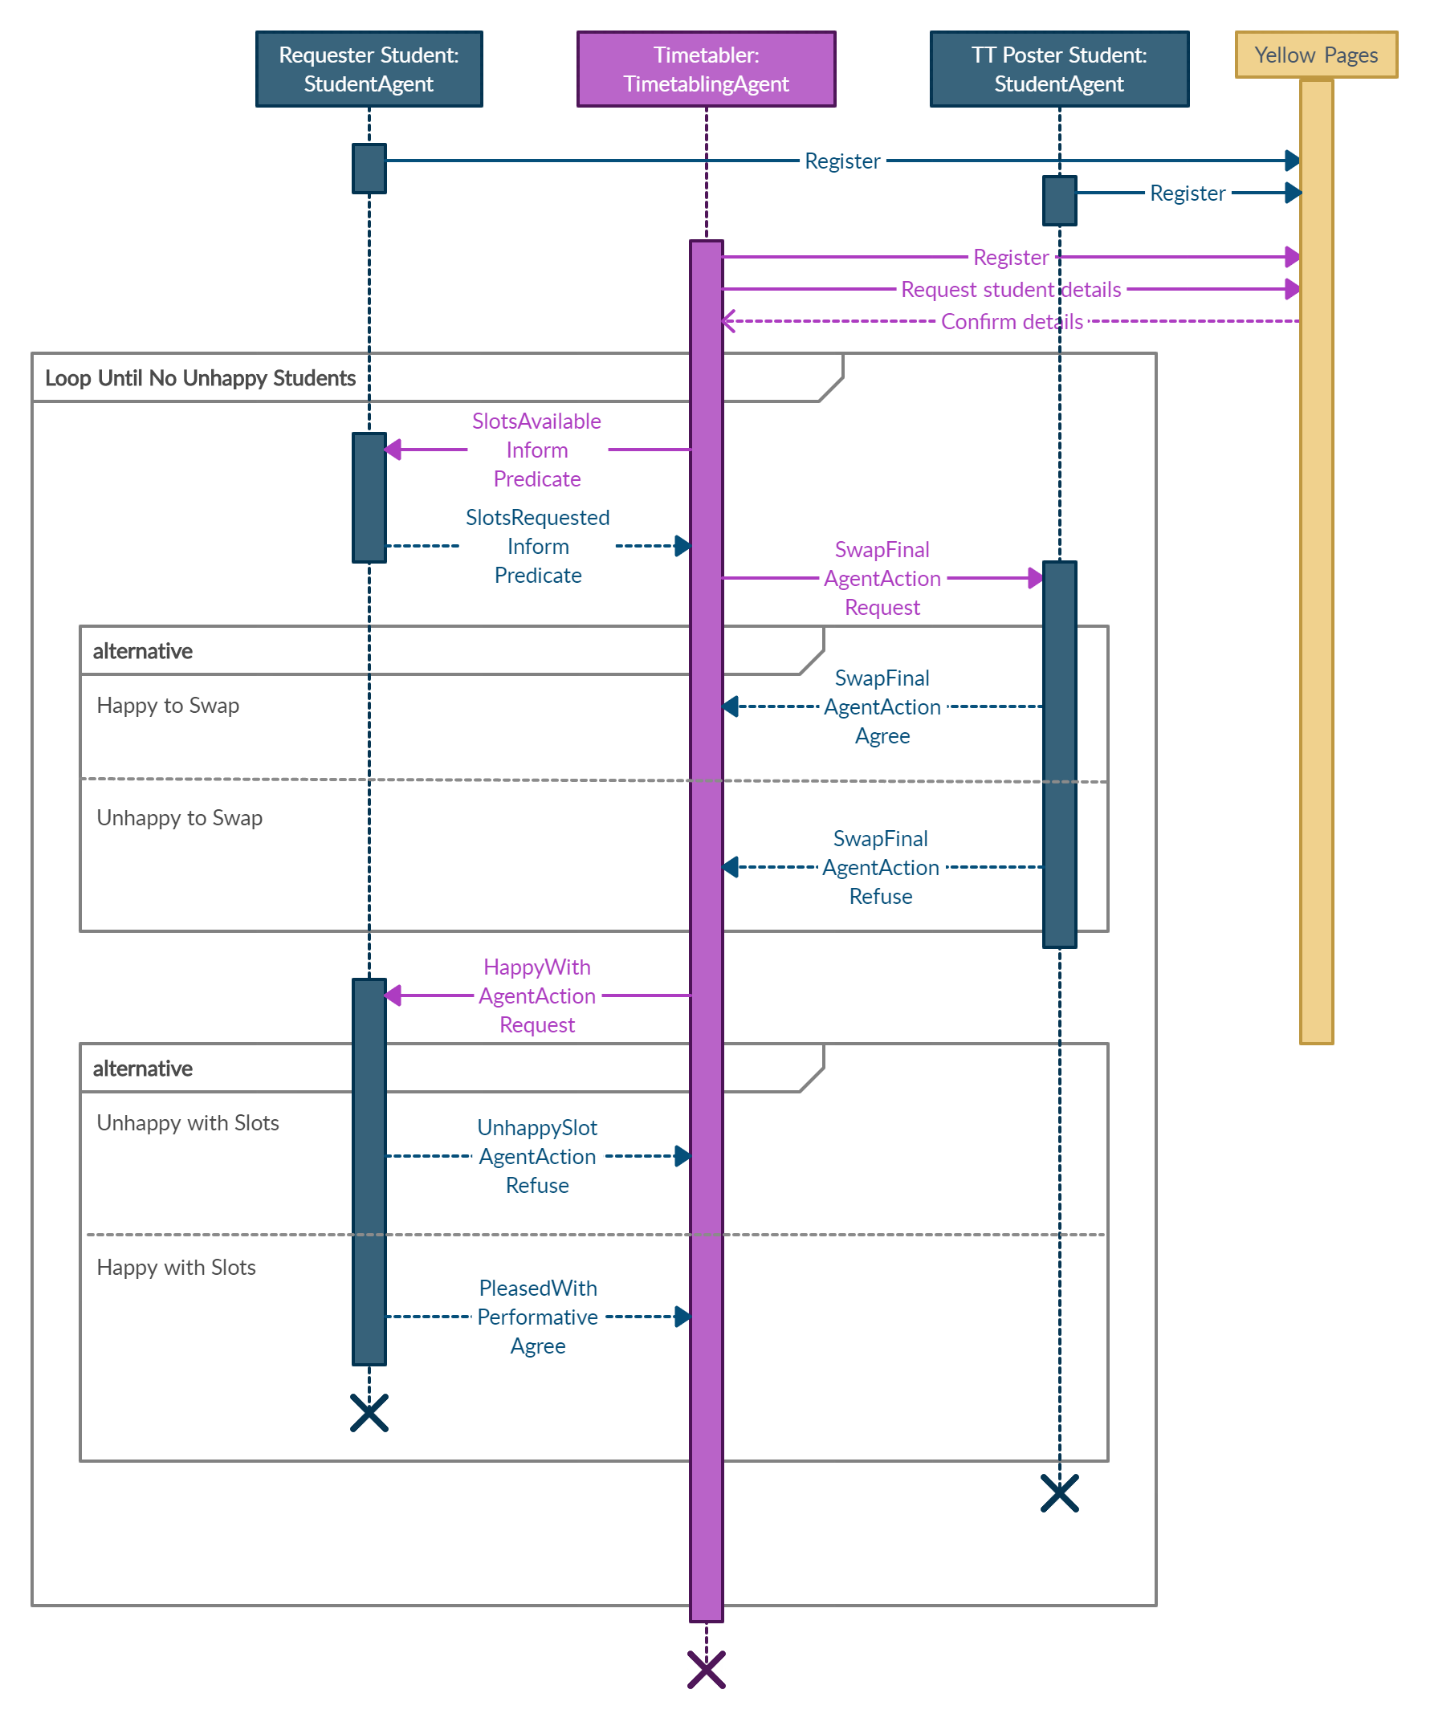 Requester Student:
StudentAgent
Timetabler:
TimetablingAgent
TT Poster Student:
StudentAgent
Yellow Pages
Register
Register
Register
Request student details
Confirm details
Loop Until No Unhappy Students
SlotsAvailable
Inform
Predicate
SlotsRequested
Inform
Predicate
SwapFinal
AgentAction
Request
alternative
Happy to Swap
SwapFinal
AgentAction
Agree
Unhappy to Swap
SwapFinal
AgentAction
Refuse
HappyWith
AgentAction
Request
alternative
Unhappy with Slots
UnhappySlot
AgentAction
Refuse
Happy with Slots
PleasedWith
Performative
Agree